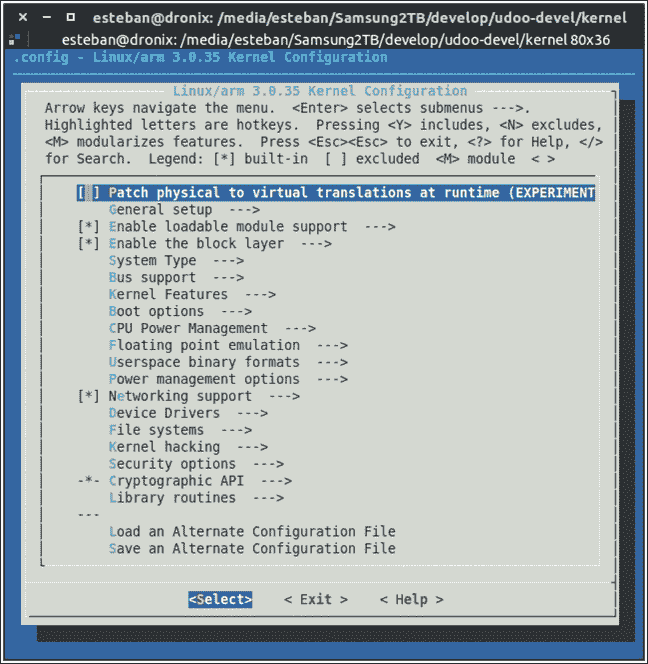 esteban@dronix: /media/esteban/Samsung2TB/develop/udoo-devel/kernel
esteban@dronix: /media/esteban/Samsung2TB/develop/udoo-devel/kernel 80x36
.config - Linux/arm 3.0.35 Kernel Configuration
Linux/arm 3.0.35 Kernel Configuration
Arrow keys navigate the menu. <Enter> selects submenus --->.
Highlighted letters are hotkeys. Pressing <Y> includes, <N> excludes,
<M> modularizes features. Press <Esc><Esc> to exit, <?> for Help, </>
for Search. Legend: [*] built-in [ ] excluded <M> module < >
[ ] Patch physical to virtual translations at runtime (EXPERIMENT
General setup --->
[*] Enable loadable module support --->
[*] Enable the block layer --->
System Type --->
Bus support --->
Kernel Features --->
Boot options --->
CPU Power Management --->
Floating point emulation --->
Userspace binary formats --->
Power management options --->
[*] Networking support --->
Device Drivers --->
File systems --->
Kernel hacking --->
Security options --->
-*- Cryptographic API --->
Library routines --->
---
Load an Alternate Configuration File
Save an Alternate Configuration File
<Select> < Exit > < Help >